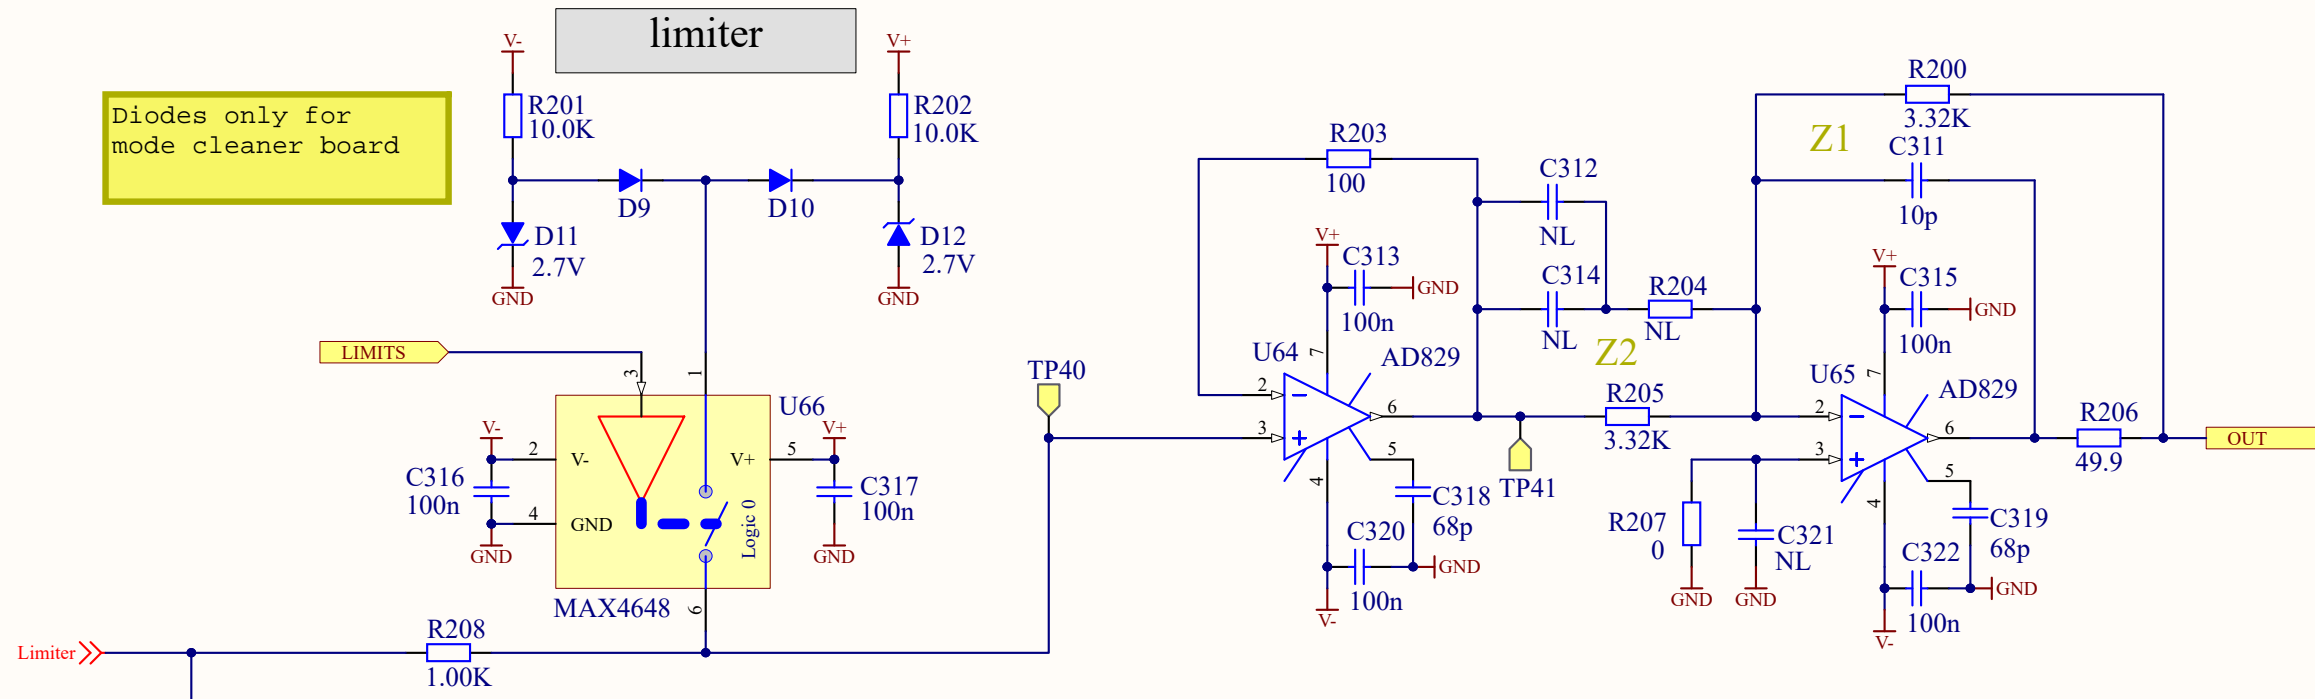 limiter
Diodes only for
mode cleaner board
V-
R201
10.0K
V+
R202
10.0K
D9
D10
D11
2.7V
GND
D12
2.7V
GND
LIMITS
3
1
U66
V-
2
V-
V+
5
V+
C316
100n
4
GND
GND
Logic 0
C317
100n
GND
MAX4648
6
Limiter
R208
1.00K
TP40
R203
100
V+
C313
GND
100n
U64
7
AD829
2
3
6
5
4
C318
68p
C320
GND
100n
V-
C312
NL
C314
NL
R204
NL
Z2
R205
3.32K
TP41
R200
3.32K
Z1
C311
10p
V+
C315
GND
100n
U65
7
AD829
2
3
6
5
4
R206
49.9
OUT
R207
0
GND
C321
NL
GND
C319
68p
C322
GND
100n
V-